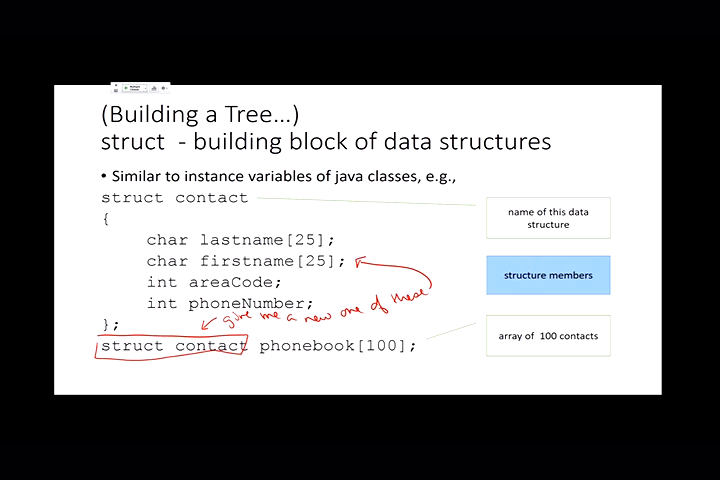 (Building a Tree...)
struct - building block of data structures
• Similar to instance variables of java classes, e.g.,
struct contact
{
char lastname[25];
char firstname[25];
int areaCode;
int phoneNumber;
};
struct contact phonebook[100];
give me a new one of these
name of this data
structure
structure members
array of 100 contacts